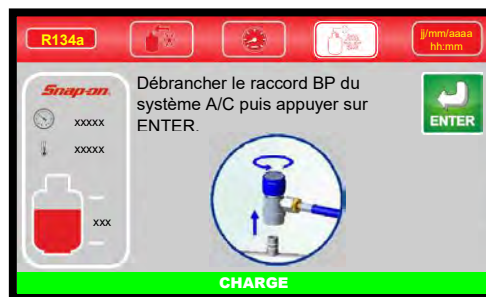 R134a
jj/mm/aaaa
hh:mm
Snap-on
xxxxx
xxxxx
xxx
Débrancher le raccord BP du
système A/C puis appuyer sur
ENTER.
ENTER
CHARGE